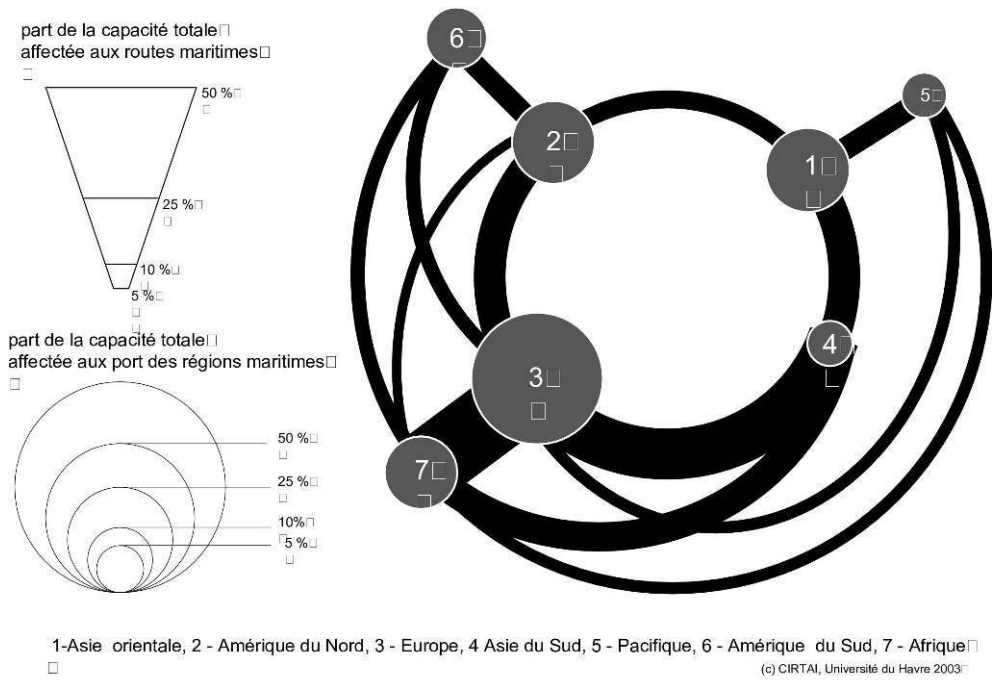 part de la capacité totale
affectée aux routes maritimes
50 %
25 %
10 %
5 %
part de la capacité totale
affectée aux port des régions maritimes
50 %
25 %
10%
5 %
6
5
2
1
4
3
7
1-Asie orientale, 2 - Amérique du Nord, 3 - Europe, 4 Asie du Sud, 5 - Pacifique, 6 - Amérique du Sud, 7 - Afrique
(c) CIRTAI, Université du Havre 2003